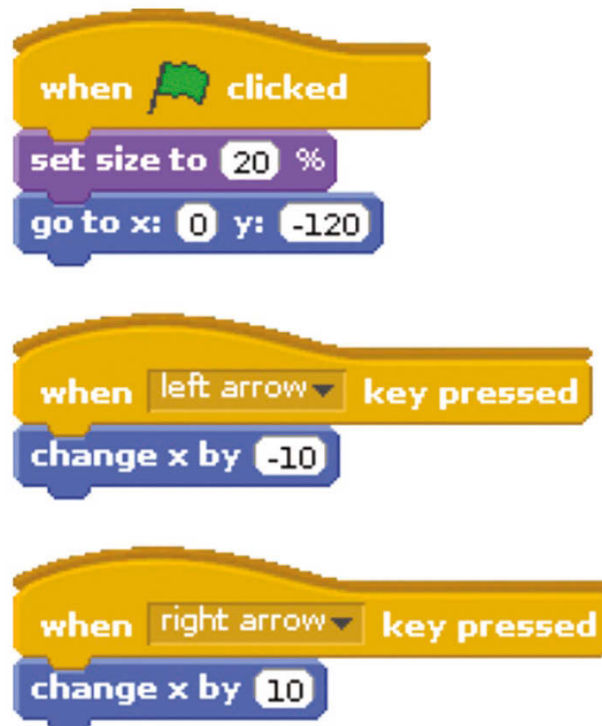 when clicked
set size to 20 %
go to x: 0 y: -120
when left arrow key pressed
change x by -10
when right arrow key pressed
change x by 10